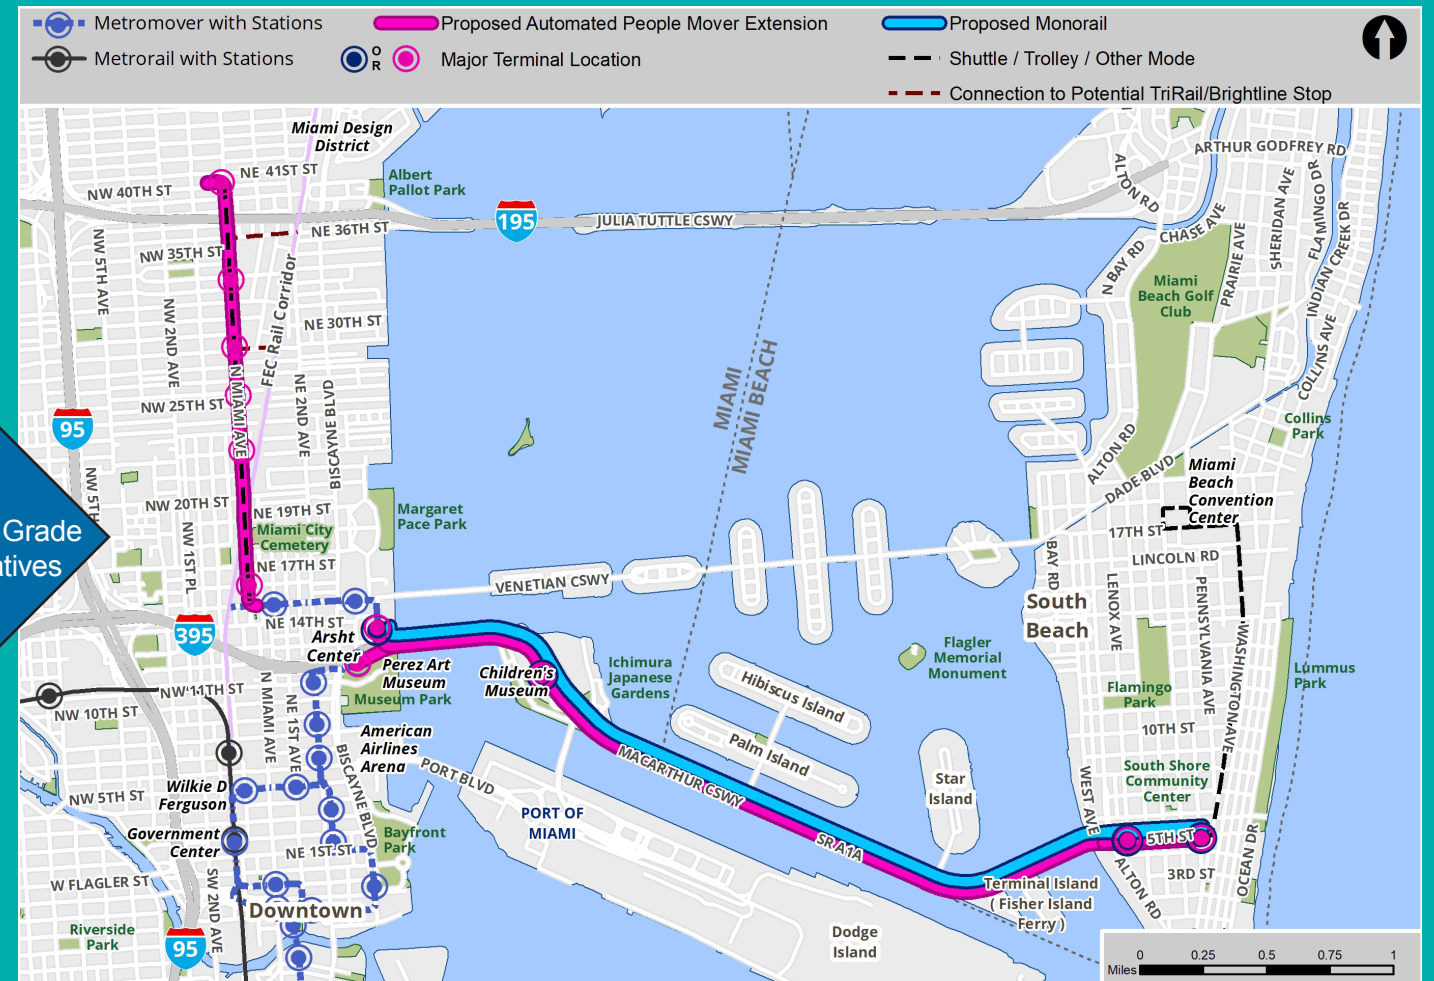 Metromover with Stations
Proposed Automated People Mover Extension
Proposed Monorail
Metrorail with Stations
O
R
Major Terminal Location
Shuttle / Trolley / Other Mode
Connection to Potential TriRail/Brightline Stop
Miami Design
District
ARTHUR GODFREY RD
NE 41ST ST
NW 40TH ST
Albert
Pallot Park
ALTON RD
SHERIDAN AVE
FLAMINGO DR
INDIAN CREEK DR
195
JULIA TUTTLE CSWY
CHASE AVE
NE 36TH ST
NW 35TH ST
NW 5TH AVE
N BAY RD
PRAIRIE AVE
Miami
Beach Golf
Club
FEC Rail Corridor
NE 30TH ST
NW 2ND AVE
COLLINS AVE
MIAMI
MIAMI BEACH
N MIAMI AVE
NE 2ND AVE
BISCAYNE BLVD
NW 25TH ST
95
Collins
Park
ALTON RD
DADE BLVD
Miami
Beach
Convention
Center
NW 5TH
NW 20TH ST
NE 19TH ST
Margaret
Pace Park
Miami City
Cemetery
Grade
atives
NW 1ST PL
17TH ST
LINCOLN RD
NE 17TH ST
BAY RD
VENETIAN CSWY
LENOX AVE
PENNSYLVANIA AVE
South
Beach
NE 14TH ST
395
Arsht
Center
WASHINGTON AVE
Perez Art
Museum
Children's
Museum
Ichimura
Japanese
Gardens
Flagler
Memorial
Monument
Lummus
Park
Museum Park
NW 11TH ST
NW 10TH ST
N MIAMI AVE
NE 1ST AVE
Hibiscus Island
Flamingo
Park
10TH ST
American
Airlines
Arena
BISCAYNE BLVD
Palm Island
MACARTHUR CSWY
PORT BLVD
Star
Island
South Shore
Community
Center
WEST AVE
Wilkie D
Ferguson
NW 5TH ST
PORT OF
MIAMI
Government
Center
Bayfront
Park
SR A1A
5TH ST
NE 1ST ST
W FLAGLER ST
SW 2ND AVE
3RD ST
OCEAN DR
ALTON RD
Terminal Island
( Fisher Island
Ferry )
Downtown
Riverside
Park
95
Dodge
Island
0
0.25
0.5
0.75
1
Miles